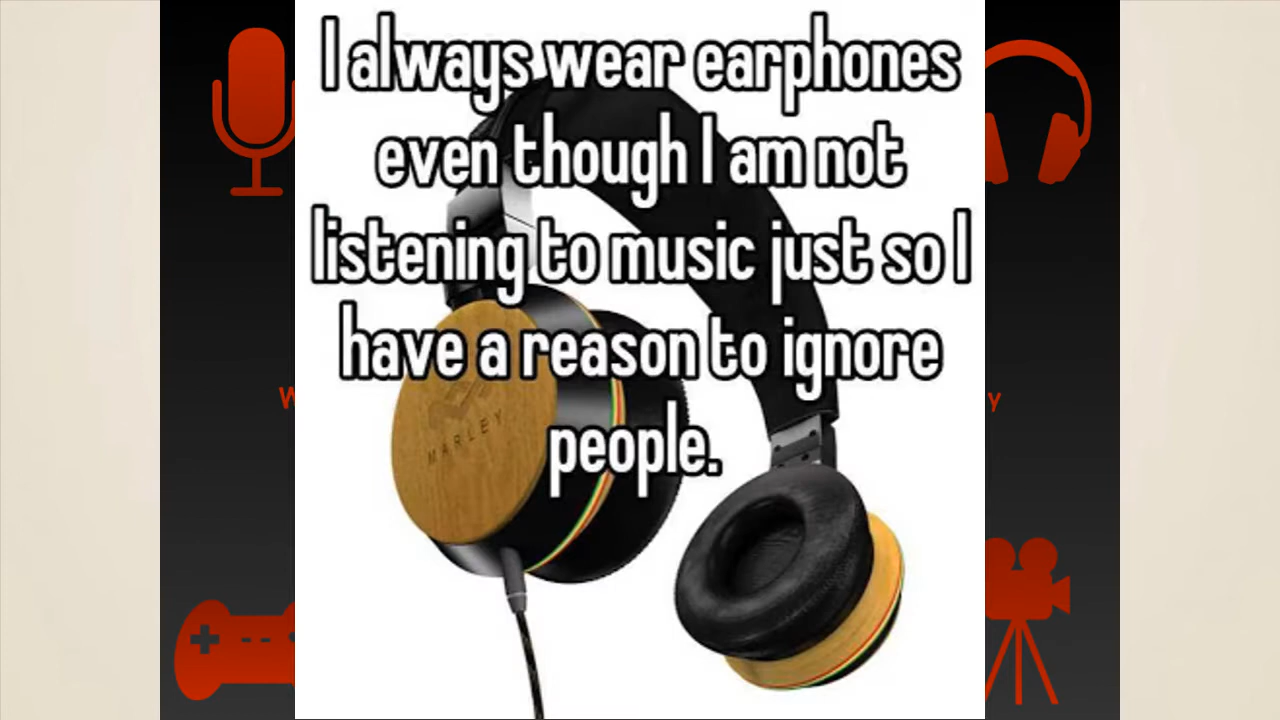 I always wear earphones
even though I am not
listening to music just so I
have a reason to ignore
people.
MARLEY
W
y